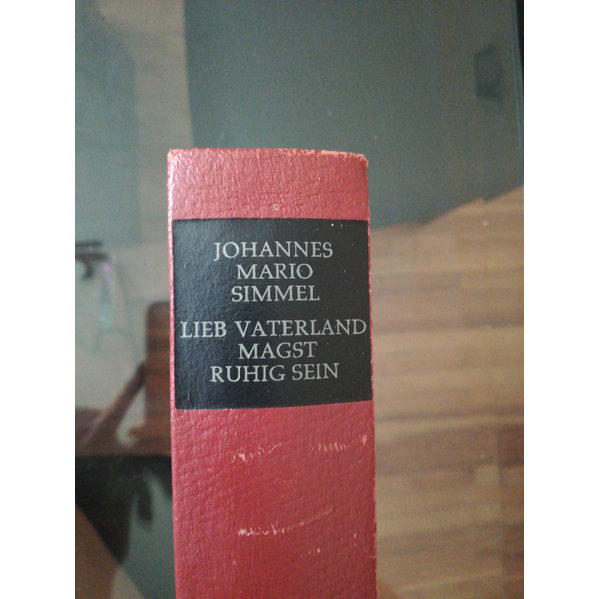 JOHANNES
MARIO
SIMMEL
LIEB VATERLAND
MAGST
RUHIG SEIN